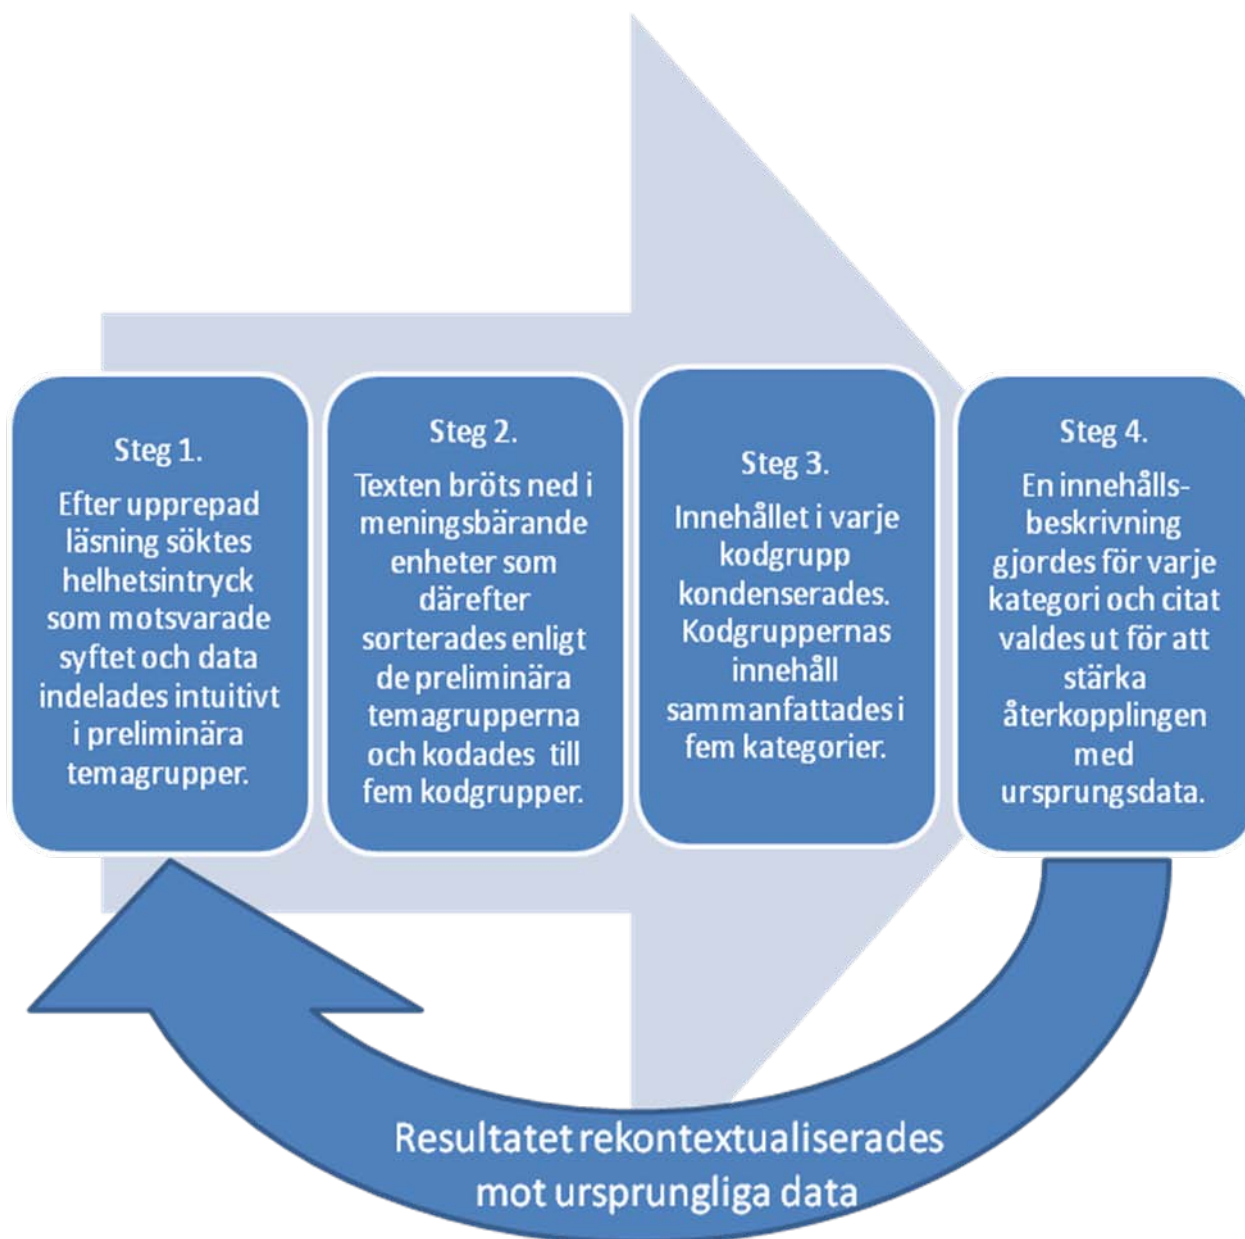 Steg 1.
Efter upprepad
läsning söktes
helhetsintryck
som motsvarade
syftet och data
indelades intuitivt
i preliminära
temagrupper.
Steg 2.
Texten bröts ned i
meningsbärande
enheter som
därefter
sorterades enligt
de preliminära
temagrupperna
och kodades till
fem kodgrupper.
Steg 3.
Innehållet i varje
kodgrupp
kondenserades.
Kodgruppernas
innehåll
sammanfattades i
fem kategorier.
Steg 4.
En innehålls-
beskrivning
gjordes för varje
kategori och citat
valdes ut för att
stärka
återkopplingen
med
ursprungsdata.
Resultatet rekontextualiserades
mot ursprungliga data